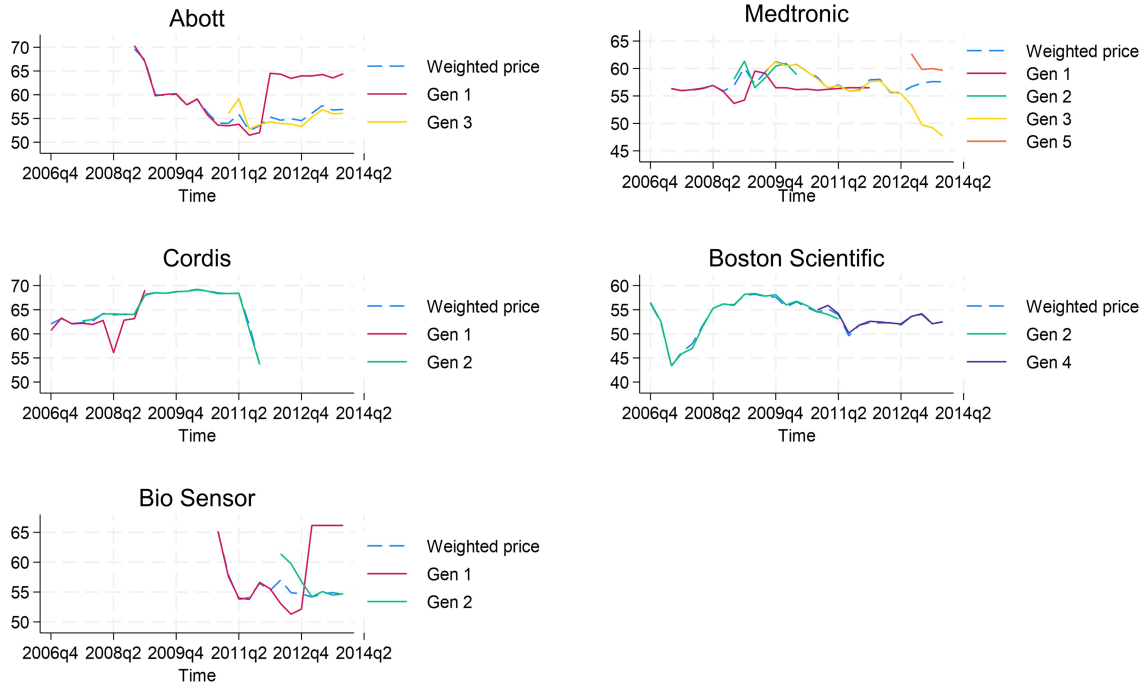 Abott
70
65
60
55
50
2006q4 2008q2 2009q4 2011q2 2012q4 2014q2
Time
Weighted price
Gen 1
Gen 3
Medtronic
65
60
55
50
45
2006q4 2008q2 2009q4 2011q2 2012q4 2014q2
Time
Weighted price
Gen 1
Gen 2
Gen 3
Gen 5
Cordis
70
65
60
55
50
2006q4 2008q2 2009q4 2011q2 2012q4 2014q2
Time
Weighted price
Gen 1
Gen 2
Boston Scientific
60
55
50
45
40
2006q4 2008q2 2009q4 2011q2 2012q4 2014q2
Time
Weighted price
Gen 2
Gen 4
Bio Sensor
65
60
55
50
2006q4 2008q2 2009q4 2011q2 2012q4 2014q2
Time
Weighted price
Gen 1
Gen 2